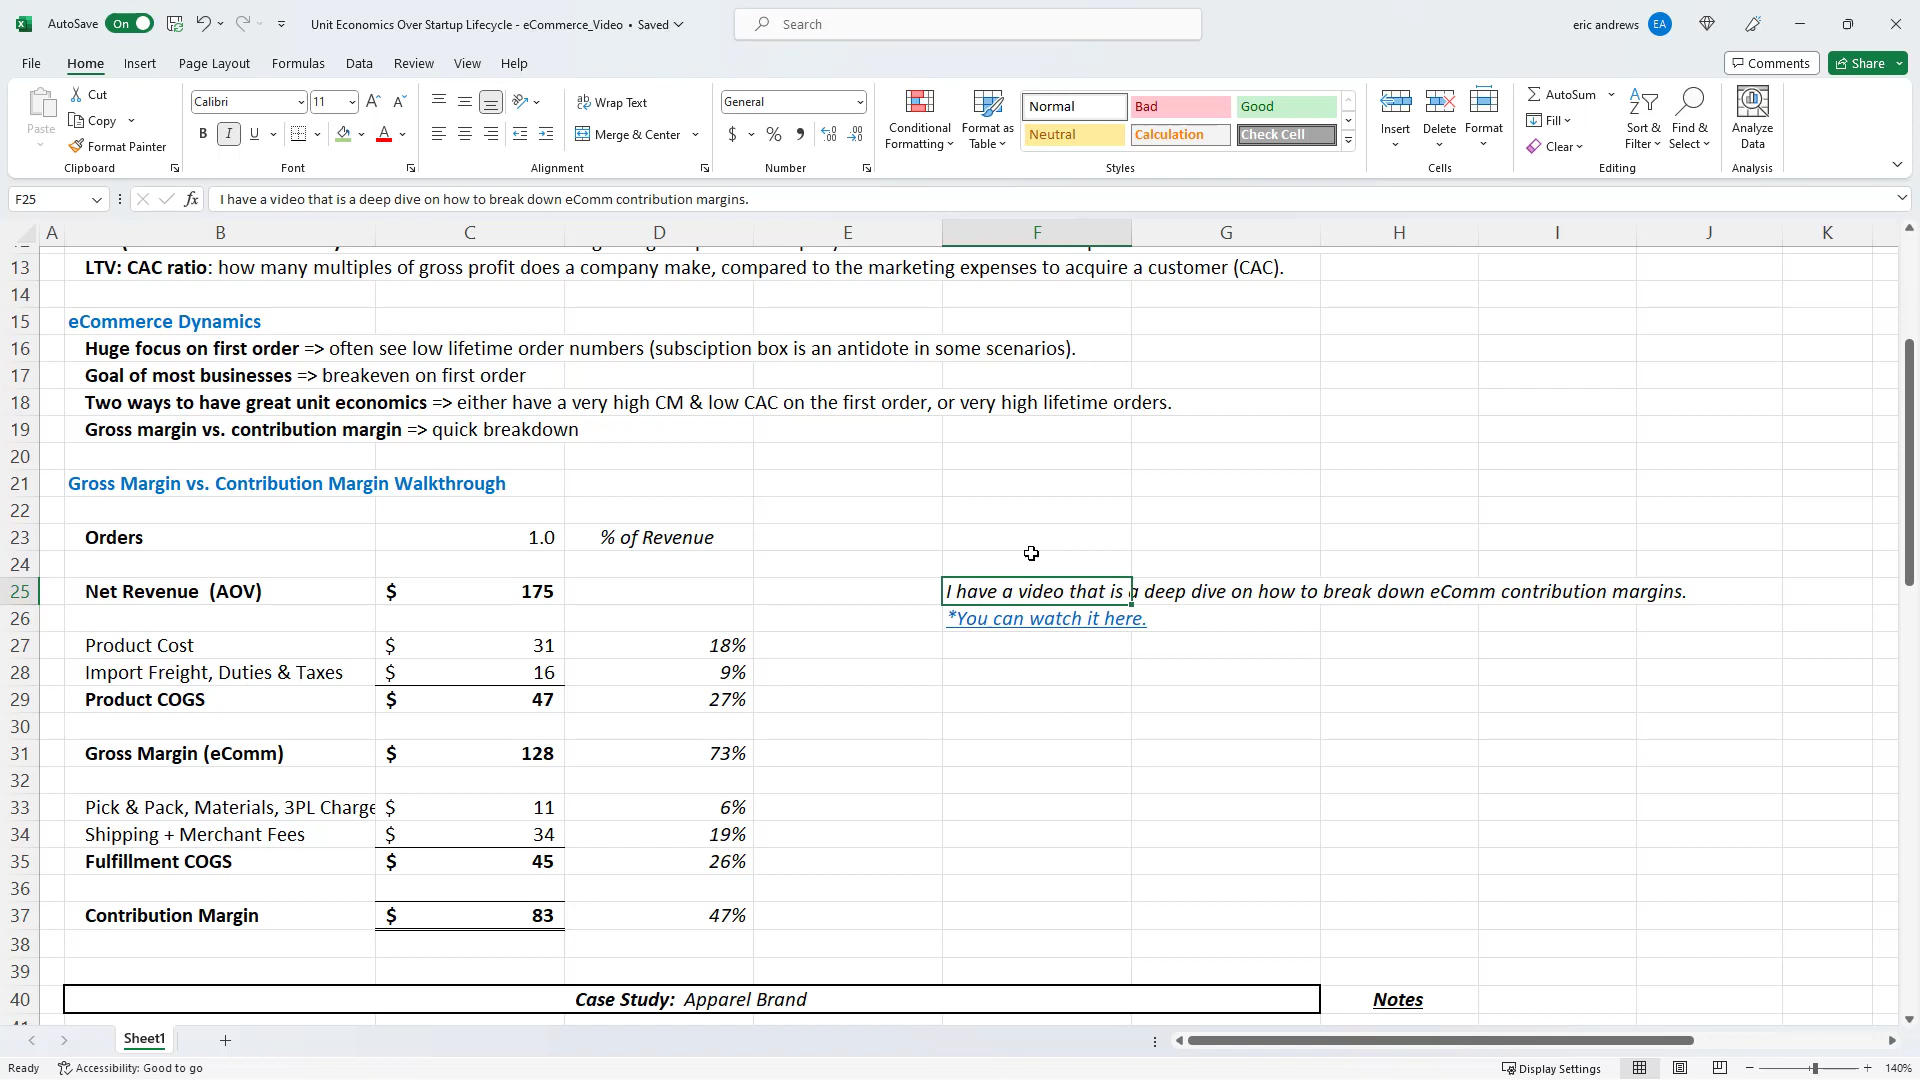 AutoSave On Unit Economics Over Startup Lifecycle - eCommerce_Video • Saved Search eric andrews EA
File Home Insert Page Layout Formulas Data Review View Help Comments Share
Paste Cut Copy Format Painter Clipboard
Calibri 11 B I U A Font
Wrap Text Merge & Center Alignment
General $ % Number
Conditional Formatting Format as Table Normal Bad Good Neutral Calculation Check Cell Styles
Insert Delete Format Cells
AutoSum Fill Clear Sort & Filter Find & Select Editing
Analyze Data Analysis
F25 fx I have a video that is a deep dive on how to break down eComm contribution margins.
A B C D E F G H I J K
13 LTV: CAC ratio: how many multiples of gross profit does a company make, compared to the marketing expenses to acquire a customer (CAC).
14
15 eCommerce Dynamics
16 Huge focus on first order => often see low lifetime order numbers (subsciption box is an antidote in some scenarios).
17 Goal of most businesses => breakeven on first order
18 Two ways to have great unit economics => either have a very high CM & low CAC on the first order, or very high lifetime orders.
19 Gross margin vs. contribution margin => quick breakdown
20
21 Gross Margin vs. Contribution Margin Walkthrough
22
23 Orders 1.0 % of Revenue
24
25 Net Revenue (AOV) $ 175 I have a video that is a deep dive on how to break down eComm contribution margins.
26 *You can watch it here.
27 Product Cost $ 31 18%
28 Import Freight, Duties & Taxes $ 16 9%
29 Product COGS $ 47 27%
30
31 Gross Margin (eComm) $ 128 73%
32
33 Pick & Pack, Materials, 3PL Charge $ 11 6%
34 Shipping + Merchant Fees $ 34 19%
35 Fulfillment COGS $ 45 26%
36
37 Contribution Margin $ 83 47%
38
39
40 Case Study: Apparel Brand Notes
Sheet1
Ready Accessibility: Good to go Display Settings 140%